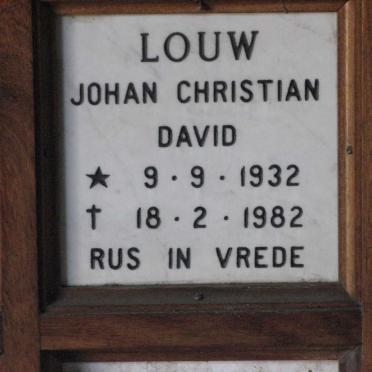 LOUW
JOHAN CHRISTIAN
DAVID
★ 9·9·1932
† 18·2·1982
RUS IN VREDE